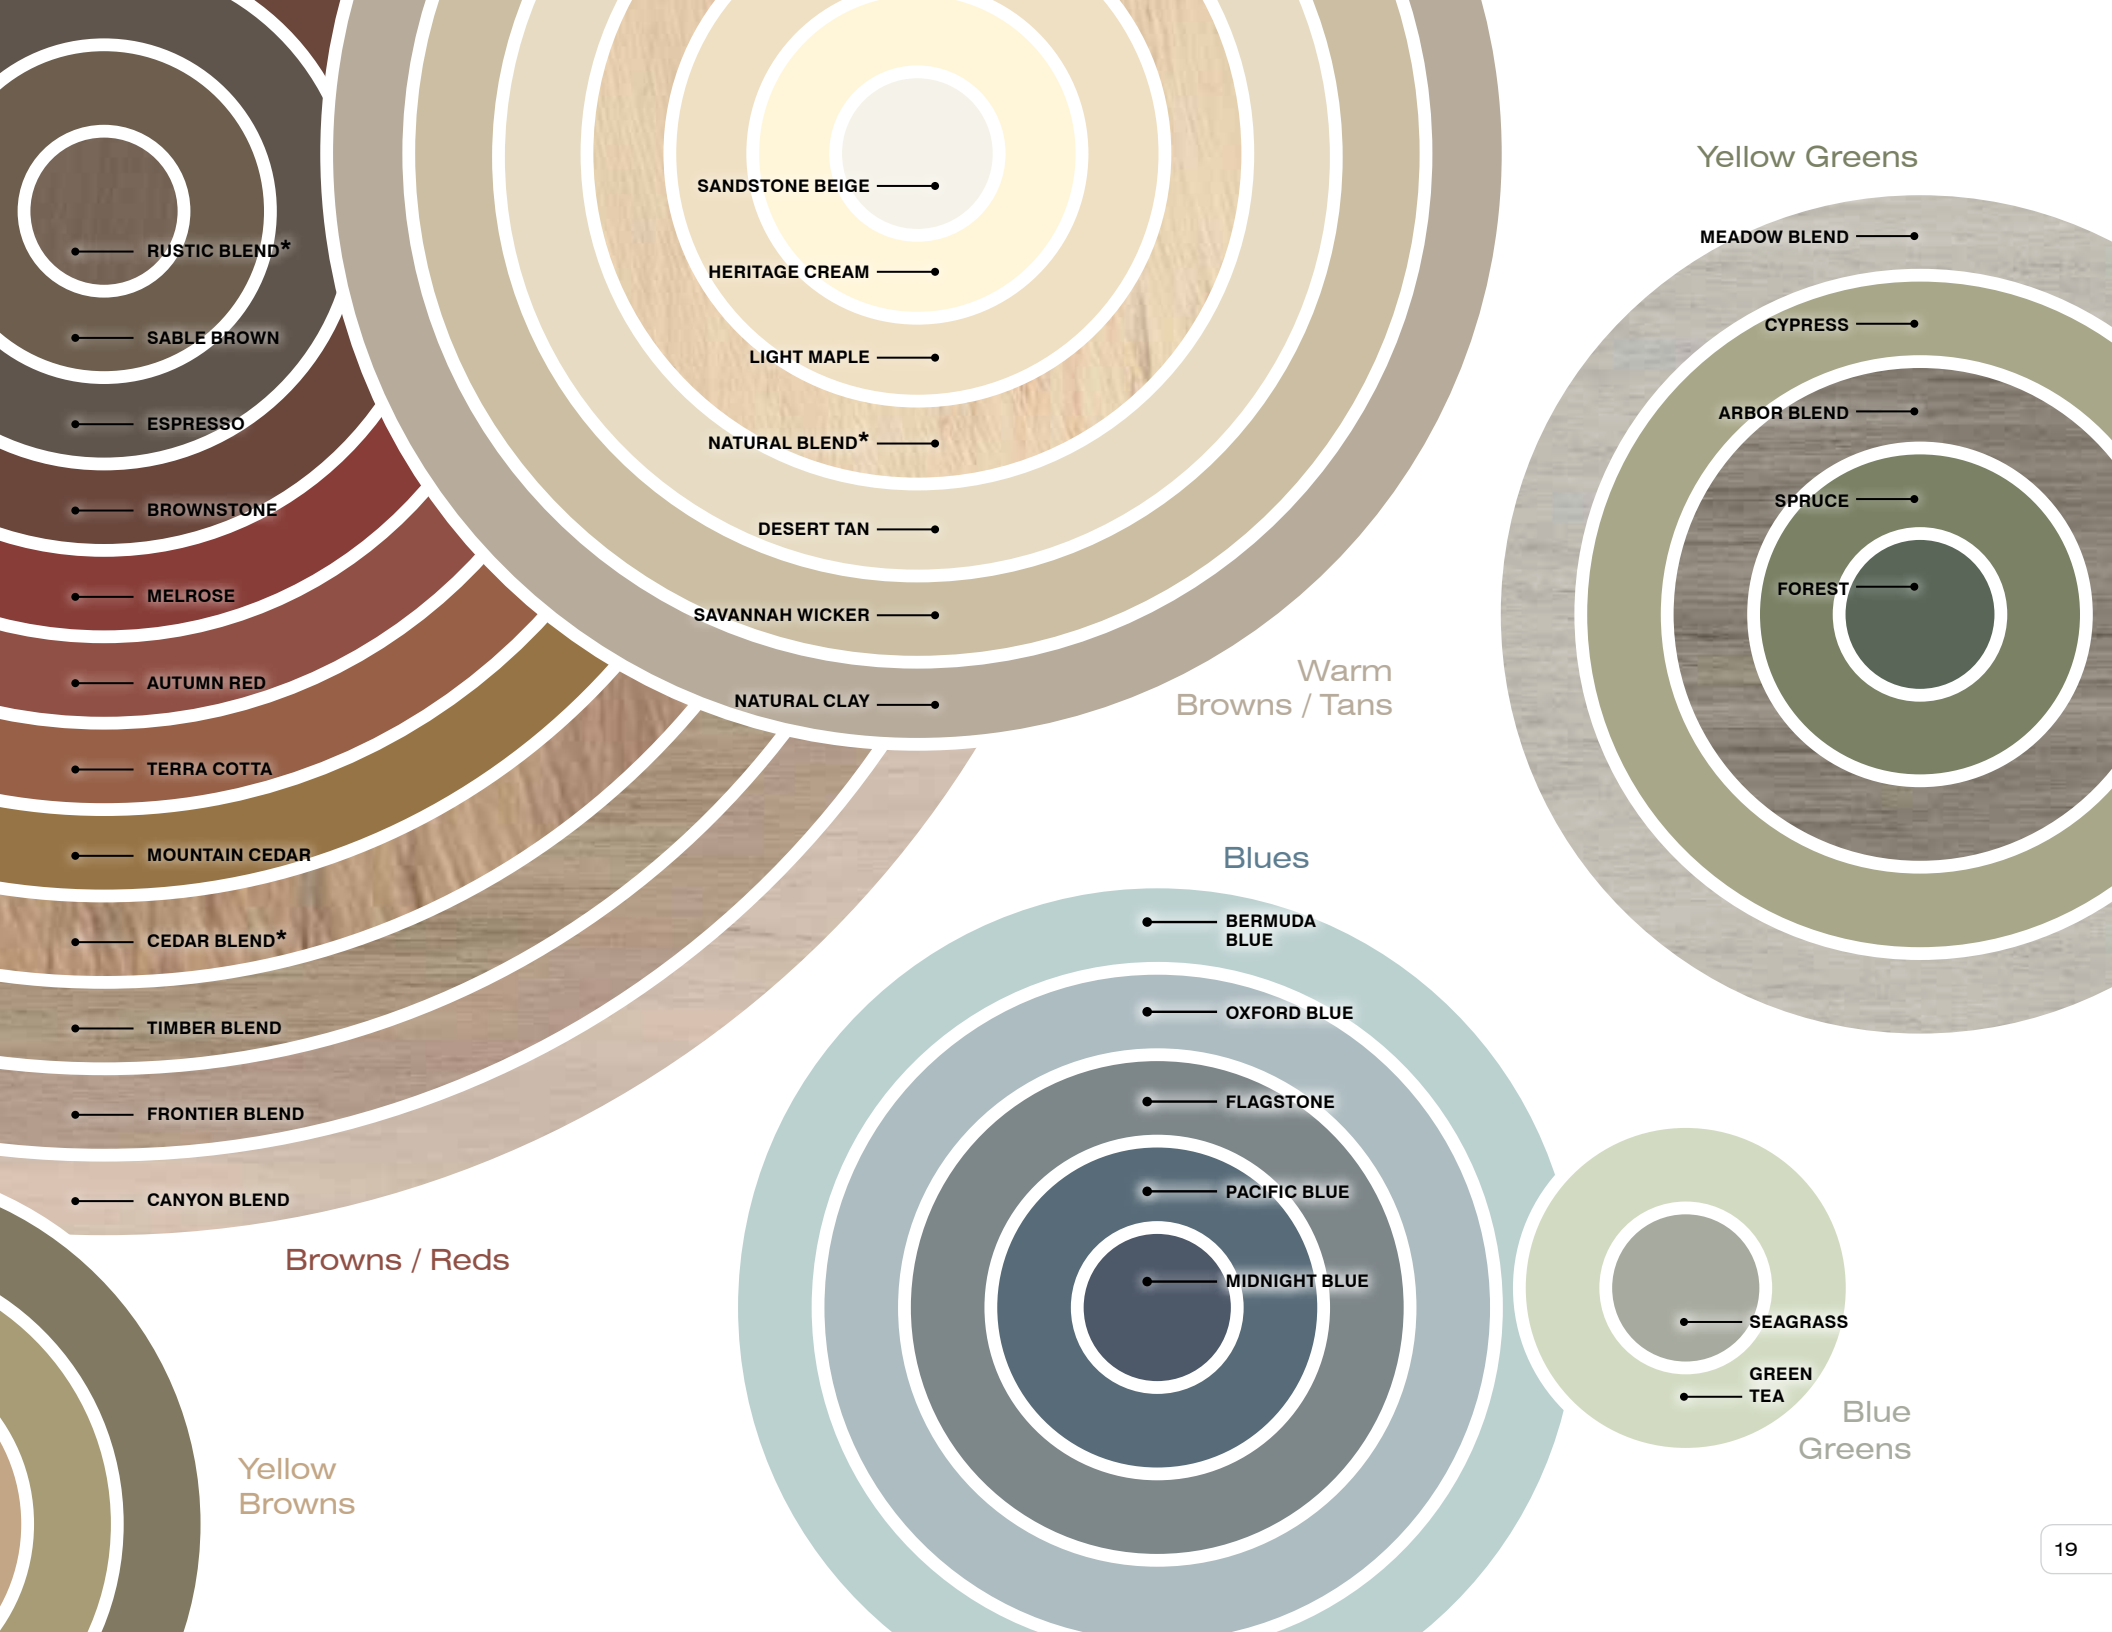 RUSTIC BLEND*
SABLE BROWN
ESPRESSO
BROWNSTONE
MELROSE
AUTUMN RED
TERRA COTTA
MOUNTAIN CEDAR
CEDAR BLEND*
TIMBER BLEND
FRONTIER BLEND
CANYON BLEND
Browns / Reds
SANDSTONE BEIGE
HERITAGE CREAM
LIGHT MAPLE
NATURAL BLEND*
DESERT TAN
SAVANNAH WICKER
NATURAL CLAY
Warm
Browns / Tans
Yellow Greens
MEADOW BLEND
CYPRESS
ARBOR BLEND
SPRUCE
FOREST
Blues
BERMUDA
BLUE
OXFORD BLUE
FLAGSTONE
PACIFIC BLUE
MIDNIGHT BLUE
SEAGRASS
GREEN
TEA
Blue
Greens
Yellow
Browns
19